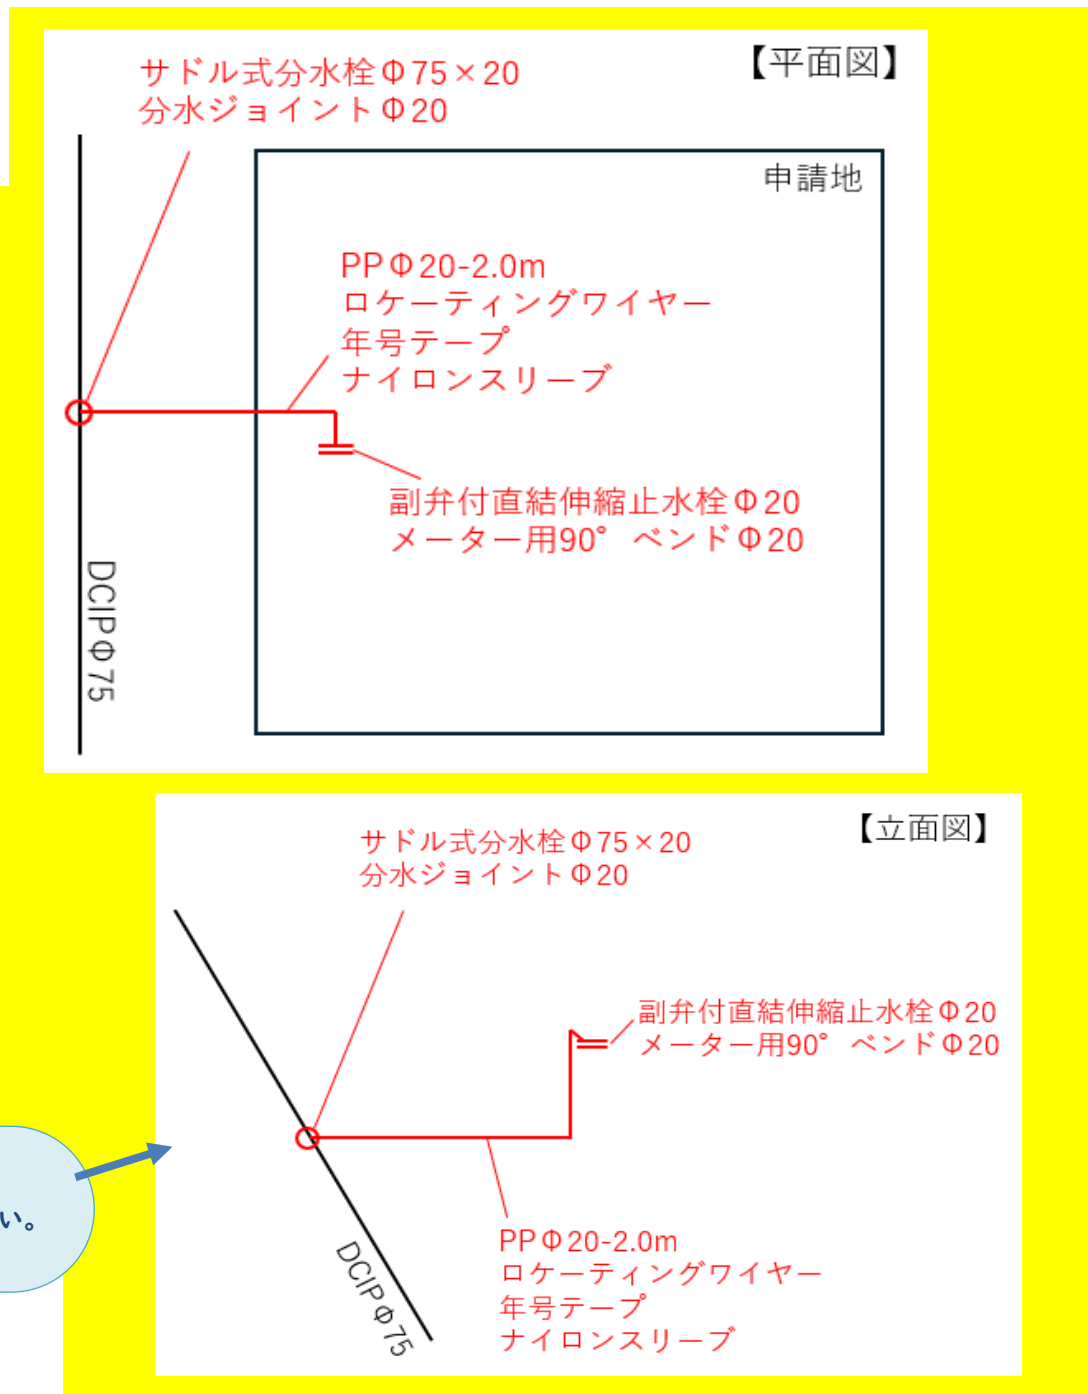 【平面図】
サドル式分水栓Φ75×20
分水ジョイントΦ20
申請地
PPΦ20-2.0m
ロケーティングワイヤー
年号テープ
ナイロンスリーブ
副弁付直結伸縮止水栓Φ20
メーター用90° ベンドΦ20
DCIPΦ75
【立面図】
サドル式分水栓Φ75×20
分水ジョイントΦ20
副弁付直結伸縮止水栓Φ20
メーター用90° ベンドΦ20
い。
PPΦ20-2.0m
ロケーティングワイヤー
年号テープ
ナイロンスリーブ
DCIPΦ75